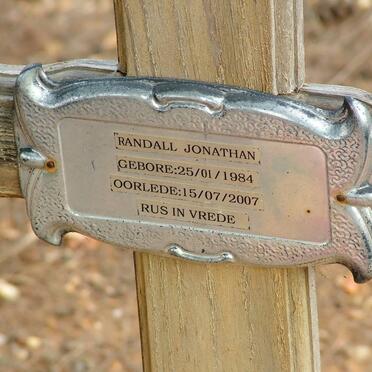 RANDALL JONATHAN
GEBORE:25/01/1984
OORLEDE:15/07/2007
RUS IN VREDE